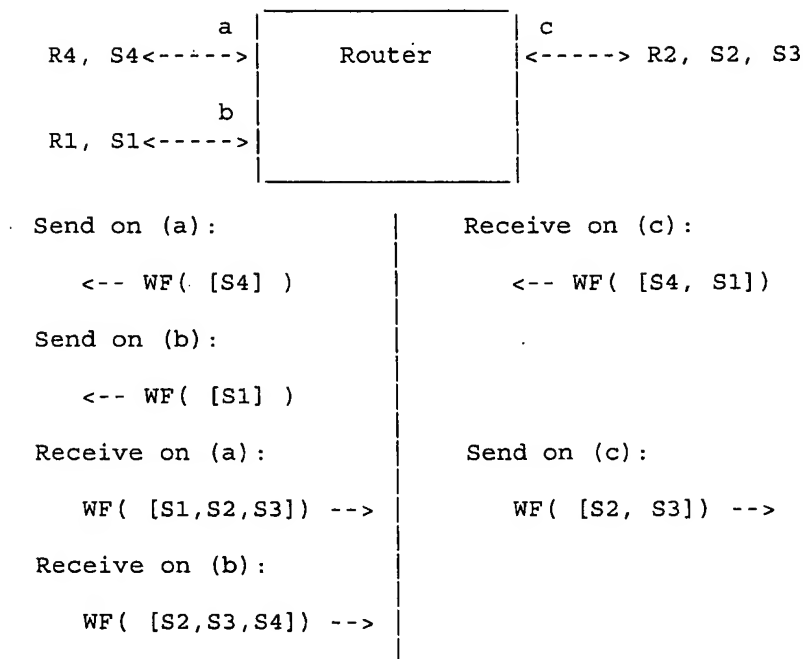 a c
R4, S4<-----> Router <-----> R2, S2, S3
b
R1, S1<----->
Send on (a): Receive on (c):
<-- WF( [S4] ) <-- WF( [S4, S1])
Send on (b):
<-- WF( [S1] )
Receive on (a): Send on (c):
WF( [S1,S2,S3]) --> WF( [S2, S3]) -->
Receive on (b):
WF( [S2,S3,S4]) -->